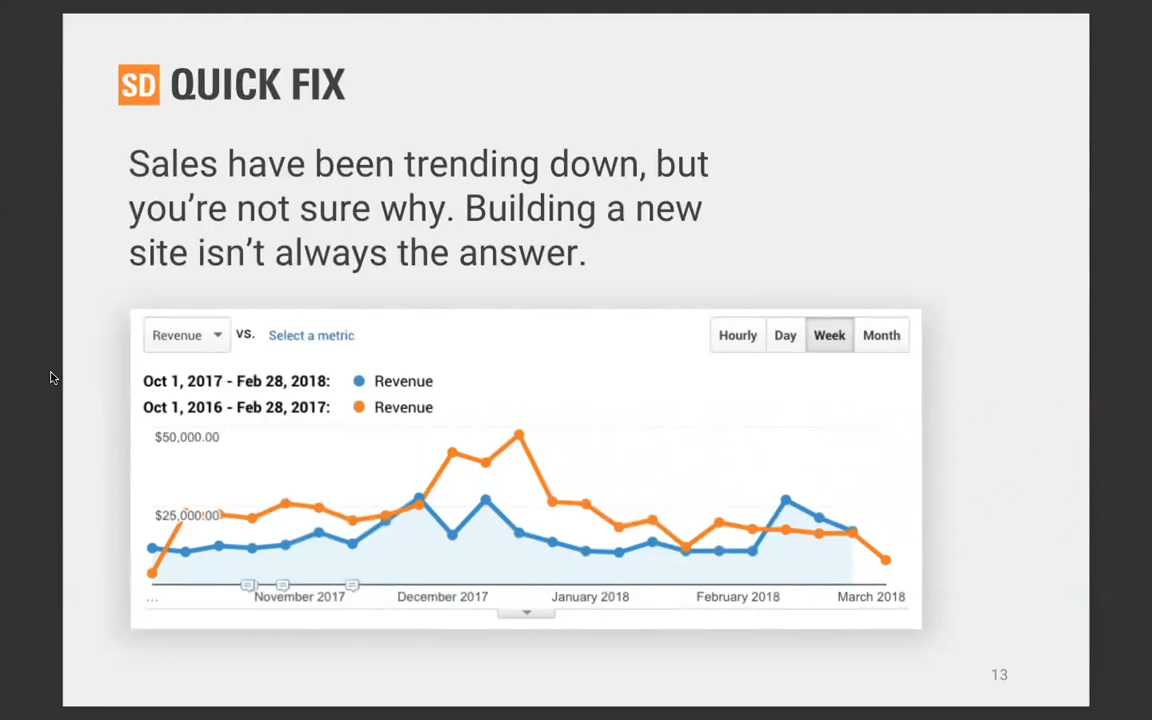 SD QUICK FIX
Sales have been trending down, but
you're not sure why. Building a new
site isn't always the answer.
Revenue VS. Select a metric Hourly Day Week Month
Oct 1, 2017 - Feb 28, 2018: Revenue
Oct 1, 2016 - Feb 28, 2017: Revenue
$50,000.00
$25,000.00
... November 2017 December 2017 January 2018 February 2018 March 2018
13